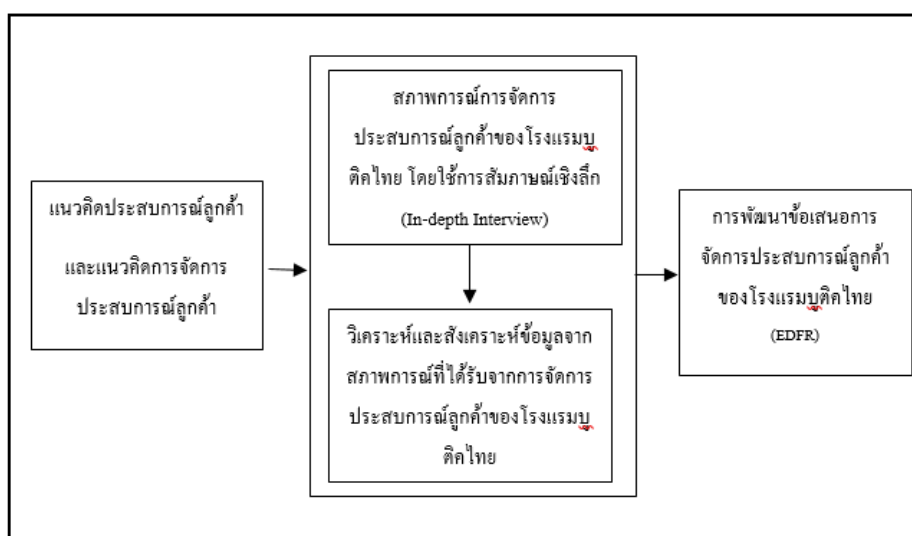 แนวคิดประสบการณ์ลูกค้า
และแนวคิดการจัดการ
ประสบการณ์ลูกค้า
สภาพการณ์การจัดการ
ประสบการณ์ลูกค้าของโรงแรมบู
ติคไทย โดยใช้การสัมภาษณ์เชิงลึก
(In-depth Interview)
วิเคราะห์และสังเคราะห์ข้อมูลจาก
สภาพการณ์ที่ได้รับจากการจัดการ
ประสบการณ์ลูกค้าของโรงแรมบู
ติคไทย
การพัฒนาข้อเสนอการ
จัดการประสบการณ์ลูกค้า
ของโรงแรมบูติคไทย
(EDFR)